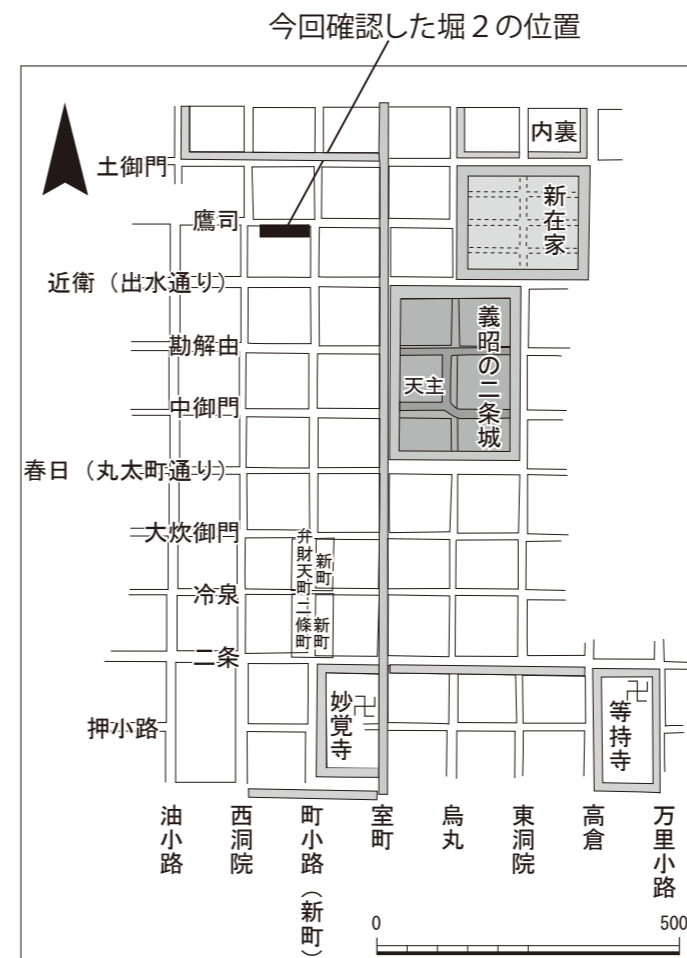 今回確認した堀2の位置
内裏
土御門
新在家
鷹司
近衛（出水通り）
義昭の二条城
勘解由
天主
中御門
春日（丸太町通り）
大炊御門
弁財天町二條町
新町
冷泉
新町
二条
妙覚寺
卍
等持寺
卍
押小路
油小路
西洞院
町小路（新町）
室町
烏丸
東洞院
高倉
万里小路
0
500